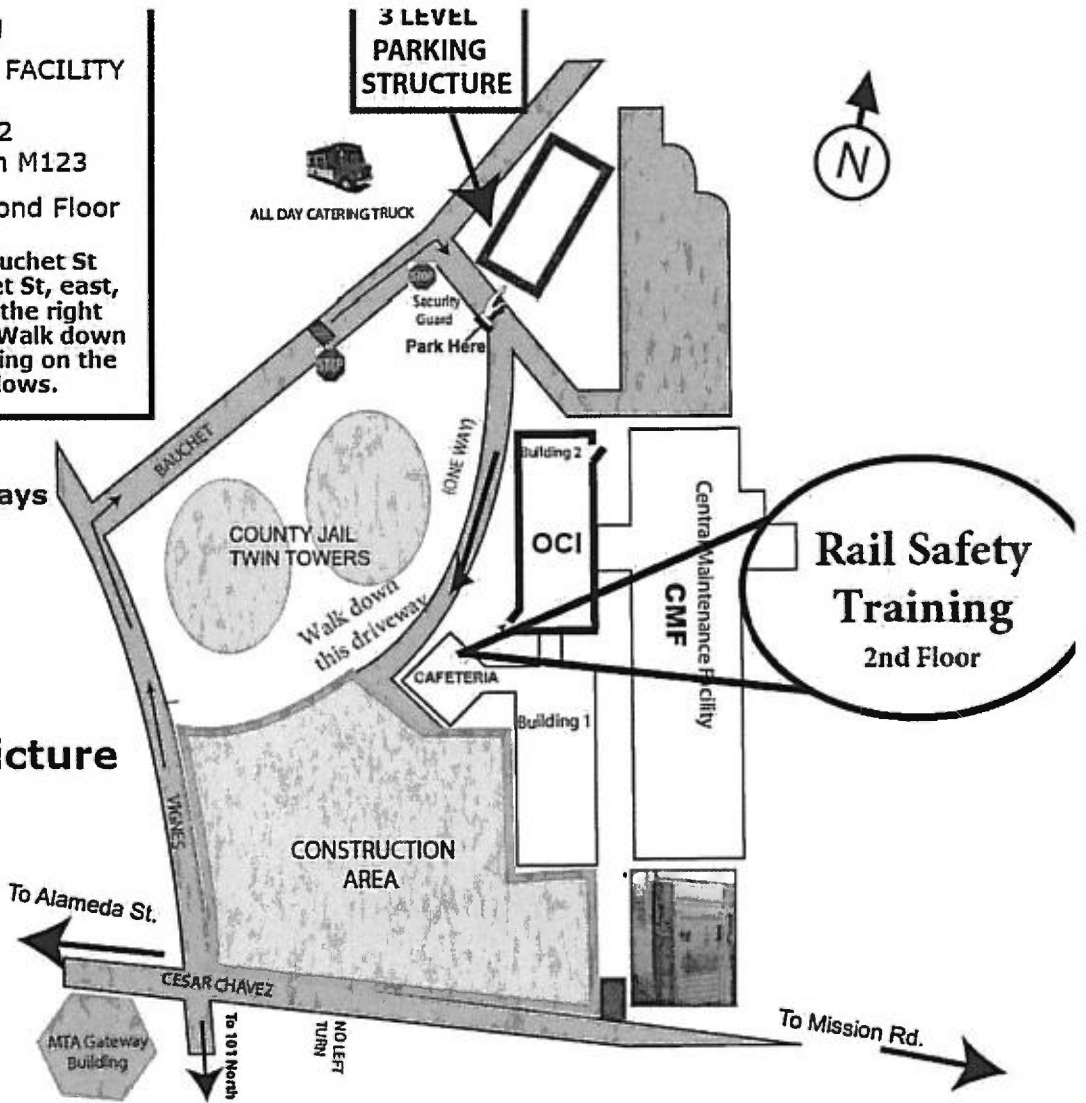 FACILITY
2
M123
ond Floor
uchet St
et St, east,
the right
Walk down
ing on the
lows.
ays
icture
3 LEVEL
PARKING
STRUCTURE
ALL DAY CATERING TRUCK
N
STOP
Security
Guard
Park Here
STOP
BAUCHET
(ONE WAY)
COUNTY JAIL
TWIN TOWERS
Walk down
this driveway
Building 2
OCI
Central Maintenance Facility
CMF
Rail Safety
Training
2nd Floor
CAFETERIA
Building 1
VIGNES
CONSTRUCTION
AREA
To Alameda St.
CESAR CHAVEZ
MTA Gateway
Building
To 101 North
NO LEFT
TURN
To Mission Rd.